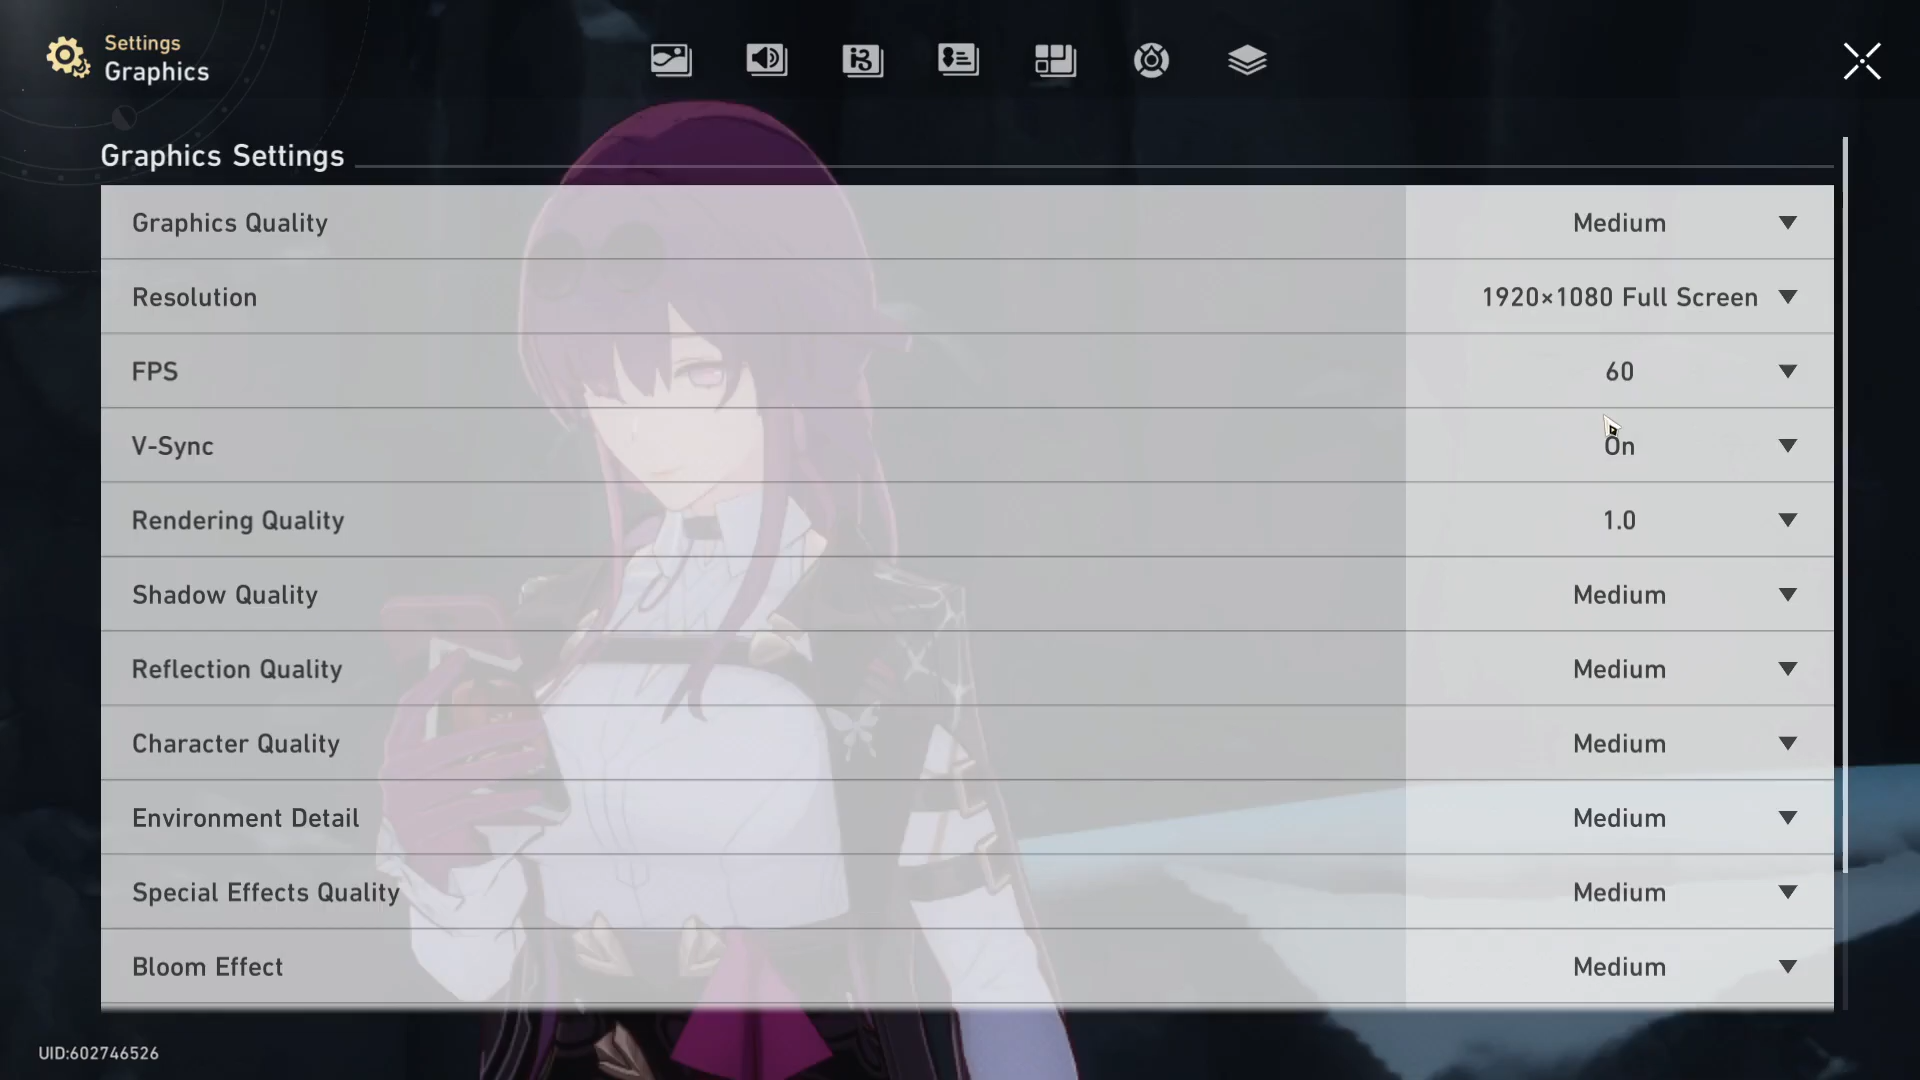 Settings
Graphics
Graphics Settings
Graphics Quality Medium
Resolution 1920×1080 Full Screen
FPS 60
V-Sync On
Rendering Quality 1.0
Shadow Quality Medium
Reflection Quality Medium
Character Quality Medium
Environment Detail Medium
Special Effects Quality Medium
Bloom Effect Medium
UID:602746526